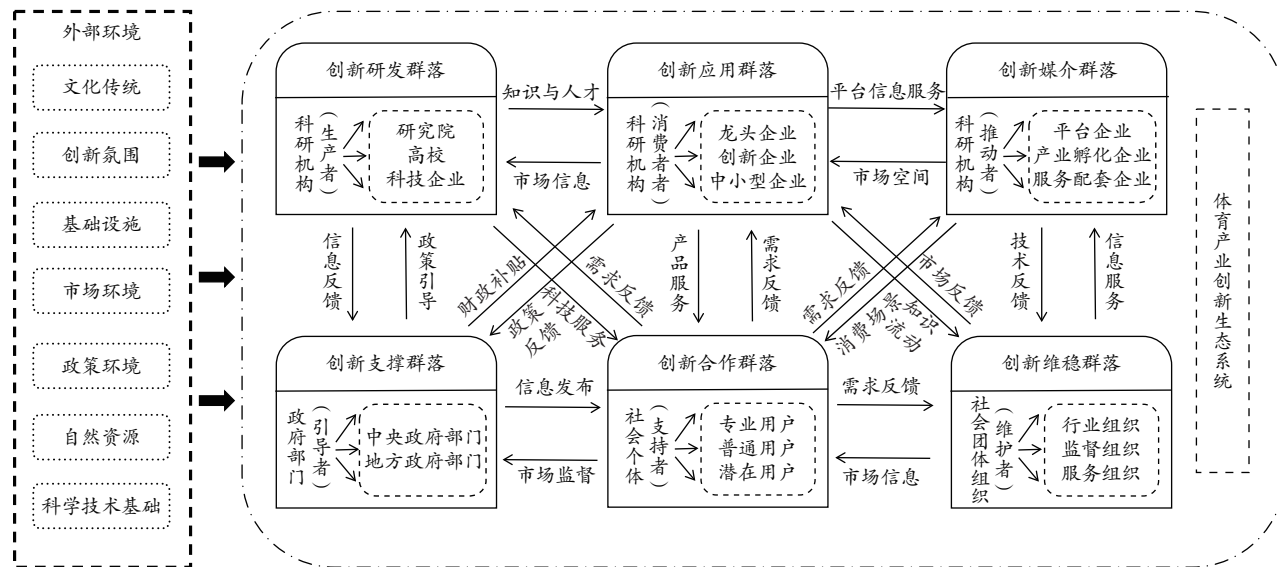 外部环境
文化传统
创新氛围
基础设施
市场环境
政策环境
自然资源
科学技术基础
创新研发群落
科研机构
(生产者)
研究院
高校
科技企业
知识与人才
市场信息
创新应用群落
科研机构
(消费者者)
龙头企业
创新企业
中小型企业
平台信息服务
市场空间
创新媒介群落
科研机构
(推动者)
平台企业
产业孵化企业
服务配套企业
信息反馈
政策引导
财政补贴
政策反馈
科技服务
需求反馈
产品服务
需求反馈
需求反馈
消费场景
知识流动
市场反馈
技术反馈
信息服务
创新支撑群落
政府部门
(引导者)
中央政府部门
地方政府部门
信息发布
市场监督
创新合作群落
社会个体
(支持者)
专业用户
普通用户
潜在用户
需求反馈
市场信息
创新维稳群落
社会团体组织
(维护者)
行业组织
监督组织
服务组织
体育产业创新生态系统